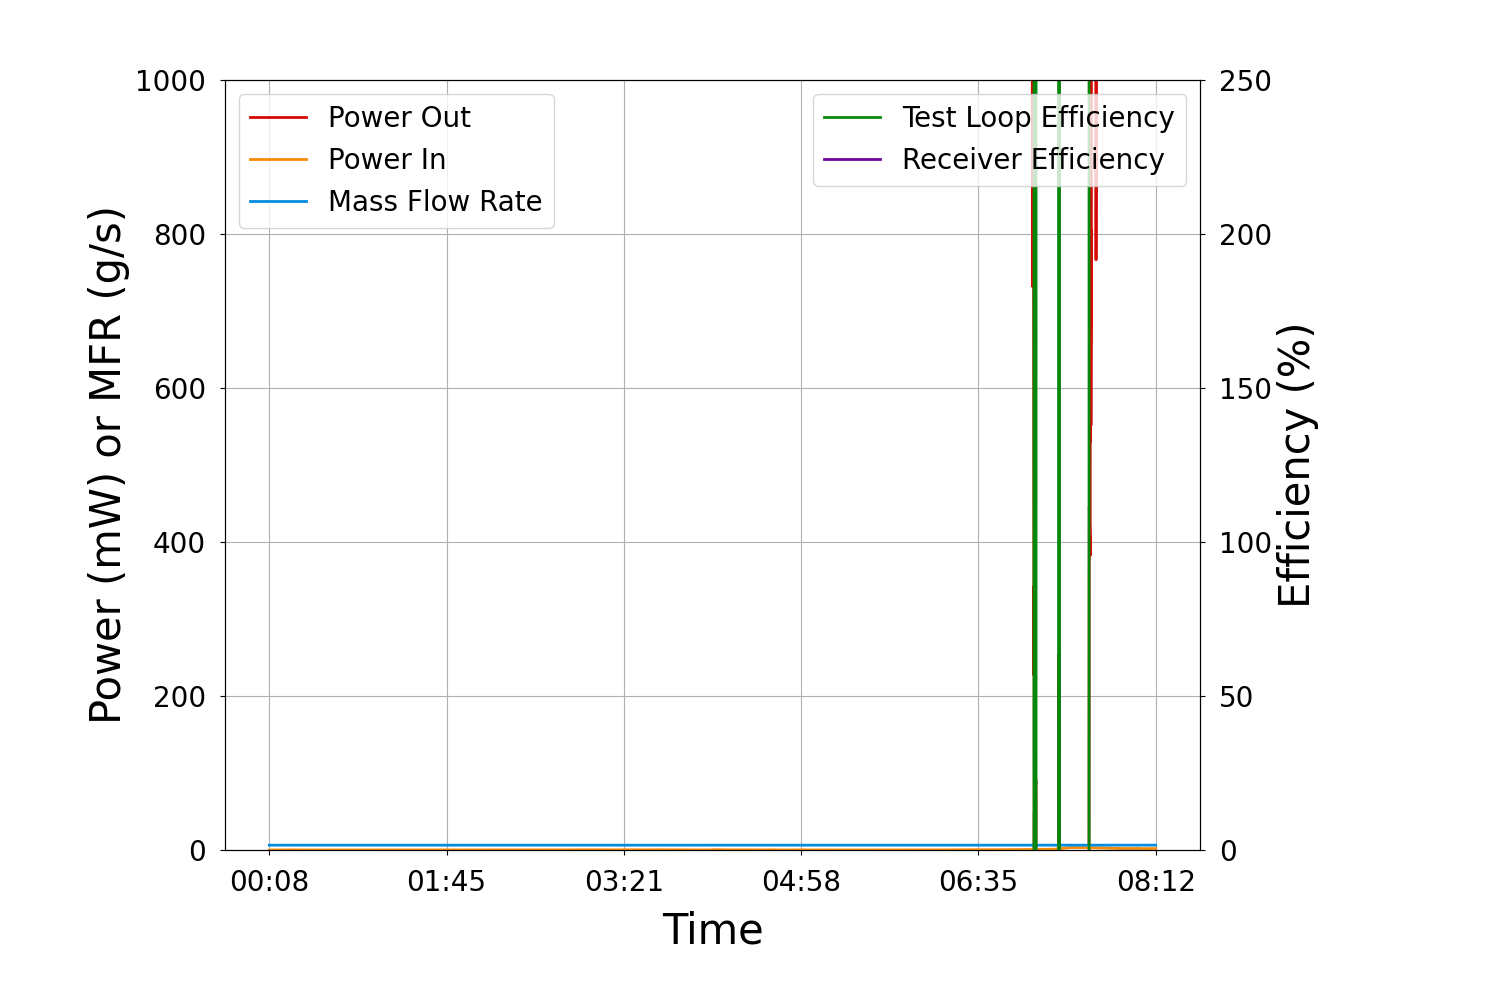 Power (mW) or MFR (g/s)
1000
800
600
400
200
0
Power Out
Power In
Mass Flow Rate
Test Loop Efficiency
Receiver Efficiency
250
200
150
100
50
0
Efficiency (%)
00:08 01:45 03:21 04:58 06:35 08:12
Time